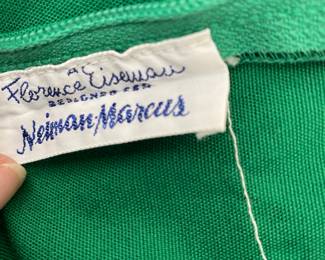 A
Florence Eiseman
DESIGNED FOR
Neiman-Marcus